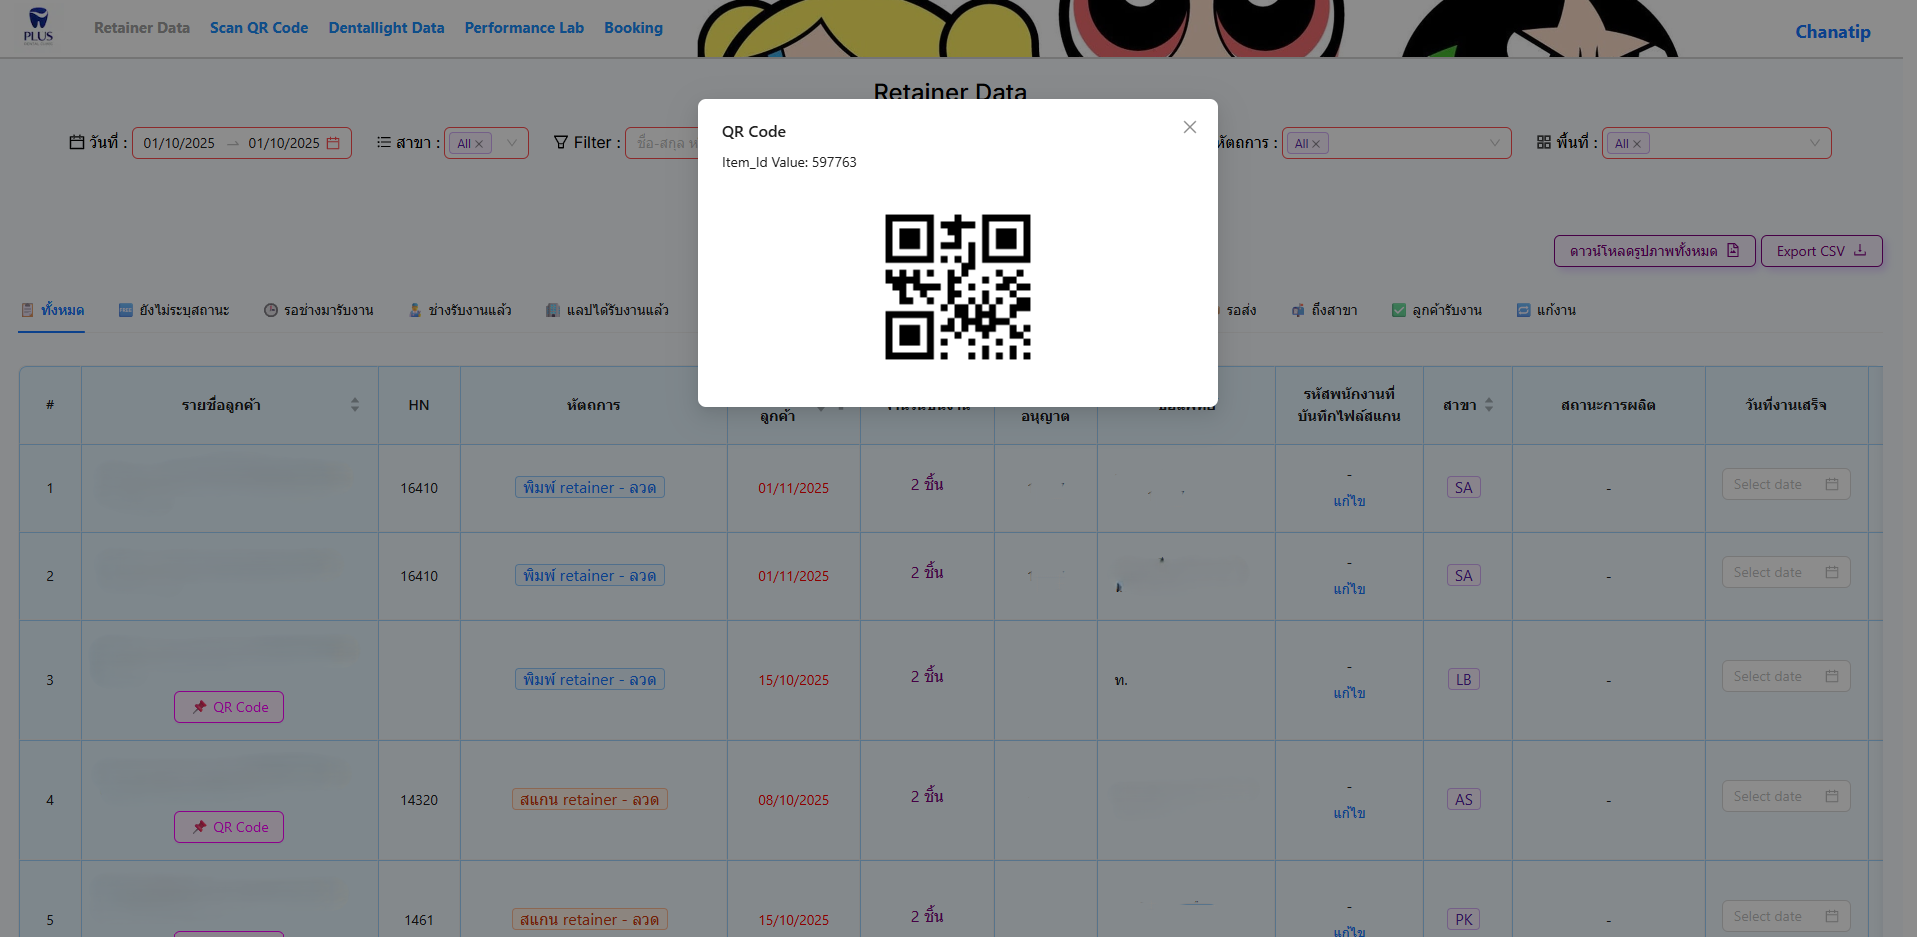 PLUS
Retainer Data
Scan QR Code
Dentallight Data
Performance Lab
Booking
Chanatip
Retainer Data
วันที่ : 01/10/2025 → 01/10/2025
สาขา : All
Filter : ชื่อ-สกุล
หัตถการ : All
พื้นที่ : All
QR Code
Item_Id Value: 597763
ดาวน์โหลดรูปภาพทั้งหมด
Export CSV
ทั้งหมด
ยังไม่ระบุสถานะ
รอช่างมารับงาน
ช่างรับงานแล้ว
แลปได้รับงานแล้ว
รอส่ง
ถึงสาขา
ลูกค้ารับงาน
แก้งาน
#
รายชื่อลูกค้า
HN
หัตถการ
ลูกค้า
อนุญาต
รหัสพนักงานที่
บันทึกไฟล์สแกน
สาขา
สถานะการผลิต
วันที่งานเสร็จ
1
16410
พิมพ์ retainer - ลวด
01/11/2025
2 ชิ้น
-
แก้ไข
SA
-
Select date
2
16410
พิมพ์ retainer - ลวด
01/11/2025
2 ชิ้น
-
แก้ไข
SA
-
Select date
3
QR Code
พิมพ์ retainer - ลวด
15/10/2025
2 ชิ้น
ท.
-
แก้ไข
LB
-
Select date
4
QR Code
14320
สแกน retainer - ลวด
08/10/2025
2 ชิ้น
-
แก้ไข
AS
-
Select date
5
1461
สแกน retainer - ลวด
15/10/2025
2 ชิ้น
-
แก้ไข
PK
-
Select date